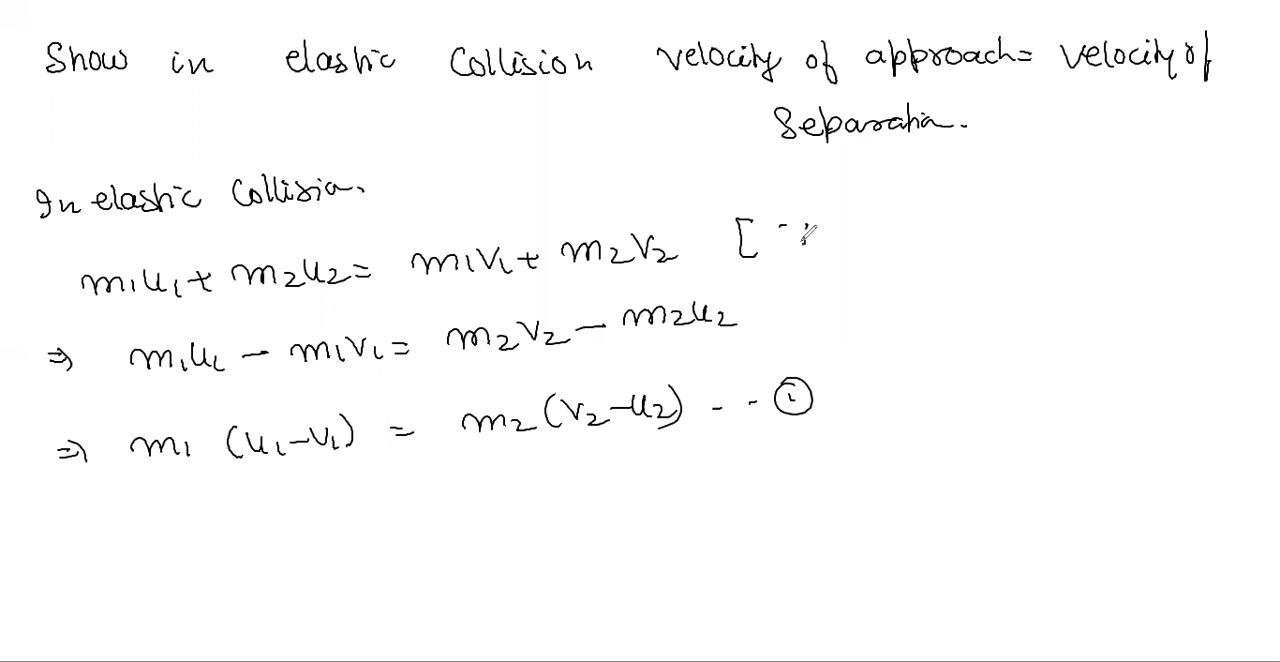 Show in elastic Collision velocity of approach = velocity of
Separation.
In elastic Collision.
m₁u₁ + m₂u₂ = m₁v₁ + m₂v₂ [
⇒ m₁u₁ – m₁v₁ = m₂v₂ – m₂u₂
⇒ m₁ (u₁–v₁) = m₂ (v₂–u₂) - - ①